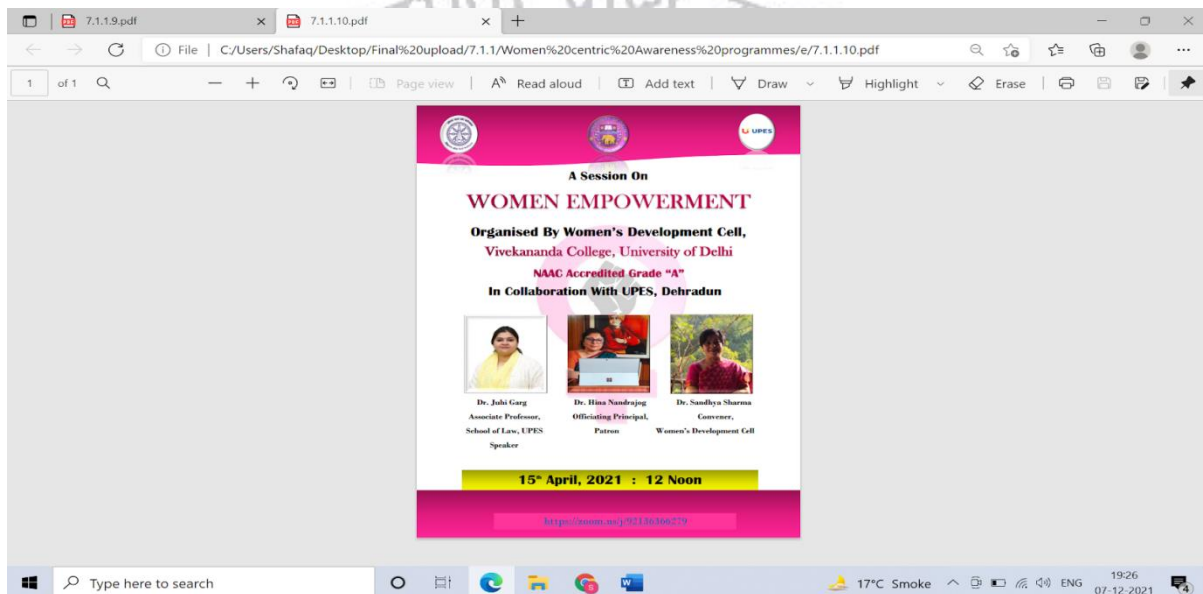 7.1.1.9.pdf
7.1.1.10.pdf
File | C:/Users/Shafaq/Desktop/Final%20upload/7.1.1/Women%20centric%20Awareness%20programmes/e/7.1.1.10.pdf
1 of 1 Page view | Read aloud | Add text | Draw Highlight Erase
UPES
A Session On
WOMEN EMPOWERMENT
Organised By Women's Development Cell,
Vivekananda College, University of Delhi
NAAC Accredited Grade "A"
In Collaboration With UPES, Dehradun
Dr. Juhi Garg
Associate Professor,
School of Law, UPES
Speaker
Dr. Hina Nandrajog
Officiating Principal,
Patron
Dr. Sandhya Sharma
Convener,
Women's Development Cell
15th April, 2021 : 12 Noon
Type here to search
17°C Smoke
ENG
19:26
07-12-2021
4